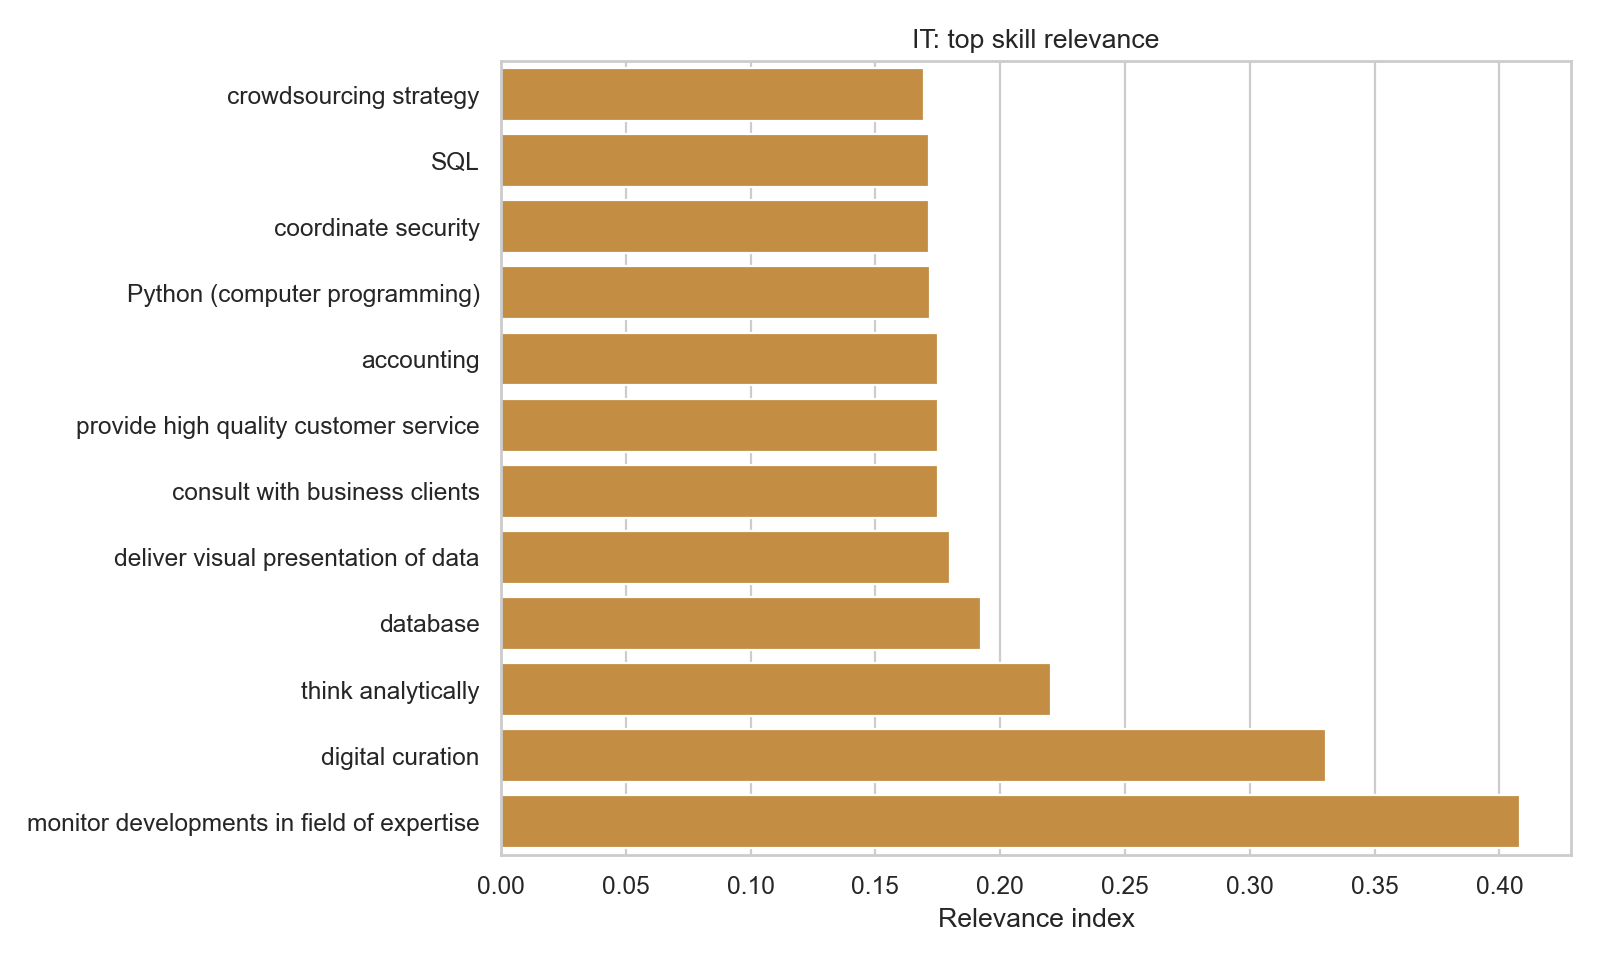 IT: top skill relevance
crowdsourcing strategy
SQL
coordinate security
Python (computer programming)
accounting
provide high quality customer service
consult with business clients
deliver visual presentation of data
database
think analytically
digital curation
monitor developments in field of expertise
0.00 0.05 0.10 0.15 0.20 0.25 0.30 0.35 0.40
Relevance index